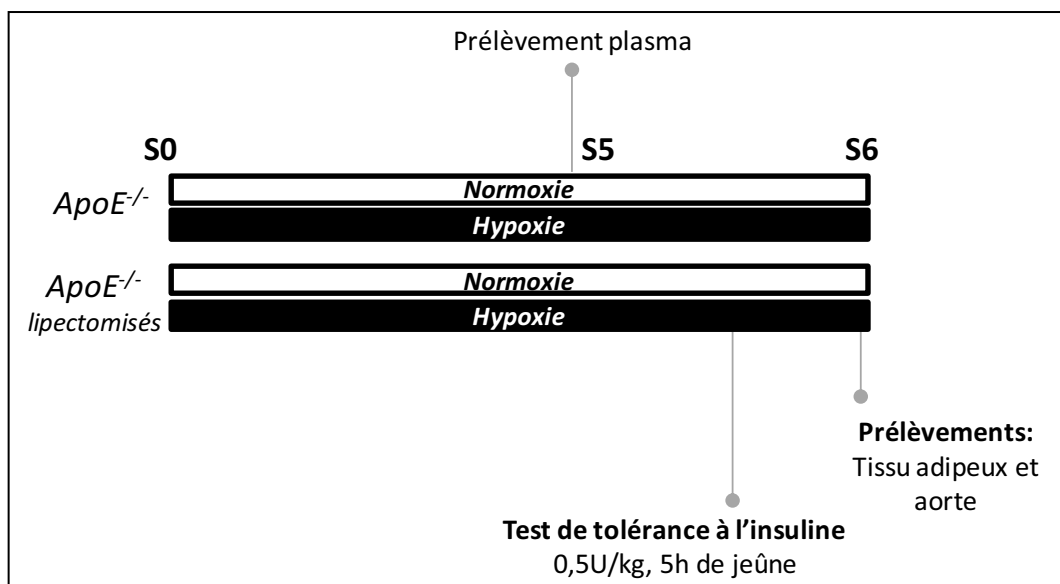 Prélèvement plasma
S0
S5
S6
ApoE-/-
Normoxie
Hypoxie
ApoE-/-
lipectomisés
Normoxie
Hypoxie
Prélèvements:
Tissu adipeux et
aorte
Test de tolérance à l’insuline
0,5U/kg, 5h de jeûne